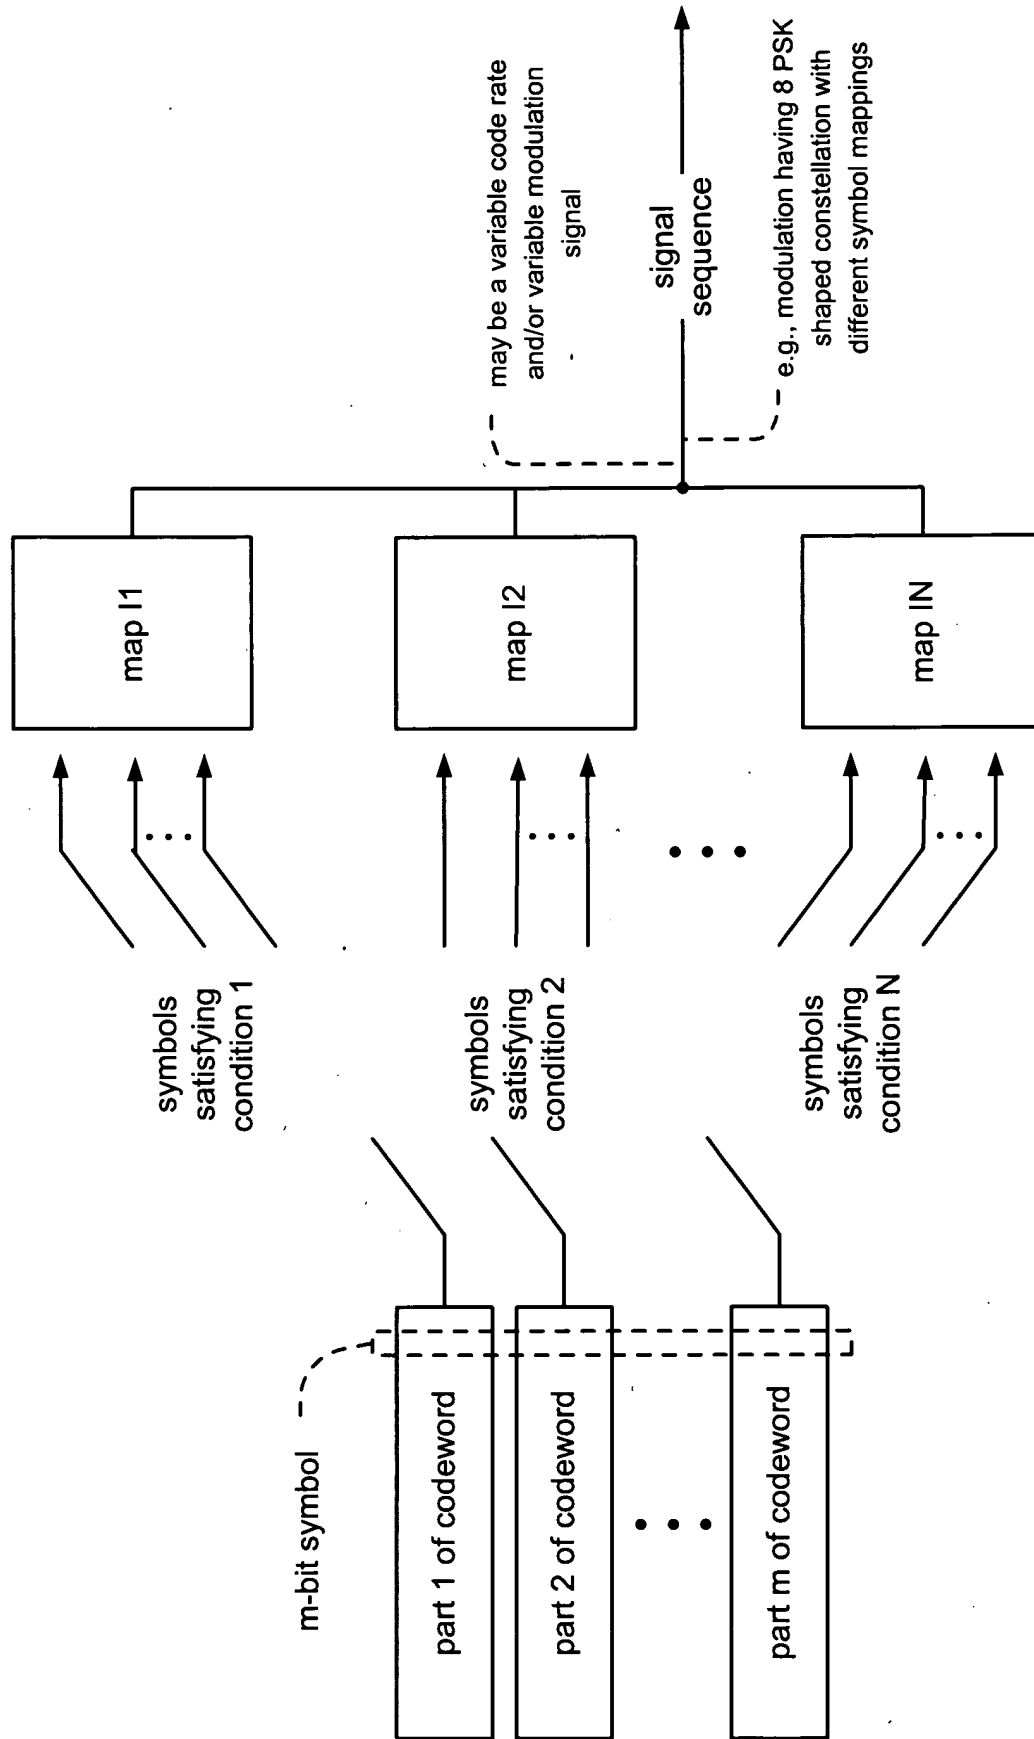 m-bit symbol
part 1 of codeword
part 2 of codeword
part m of codeword
symbols
satisfying
condition 1
symbols
satisfying
condition 2
symbols
satisfying
condition N
map I1
map I2
map IN
may be a variable code rate
and/or variable modulation
signal
signal
sequence
e.g., modulation having 8 PSK
shaped constellation with
different symbol mappings